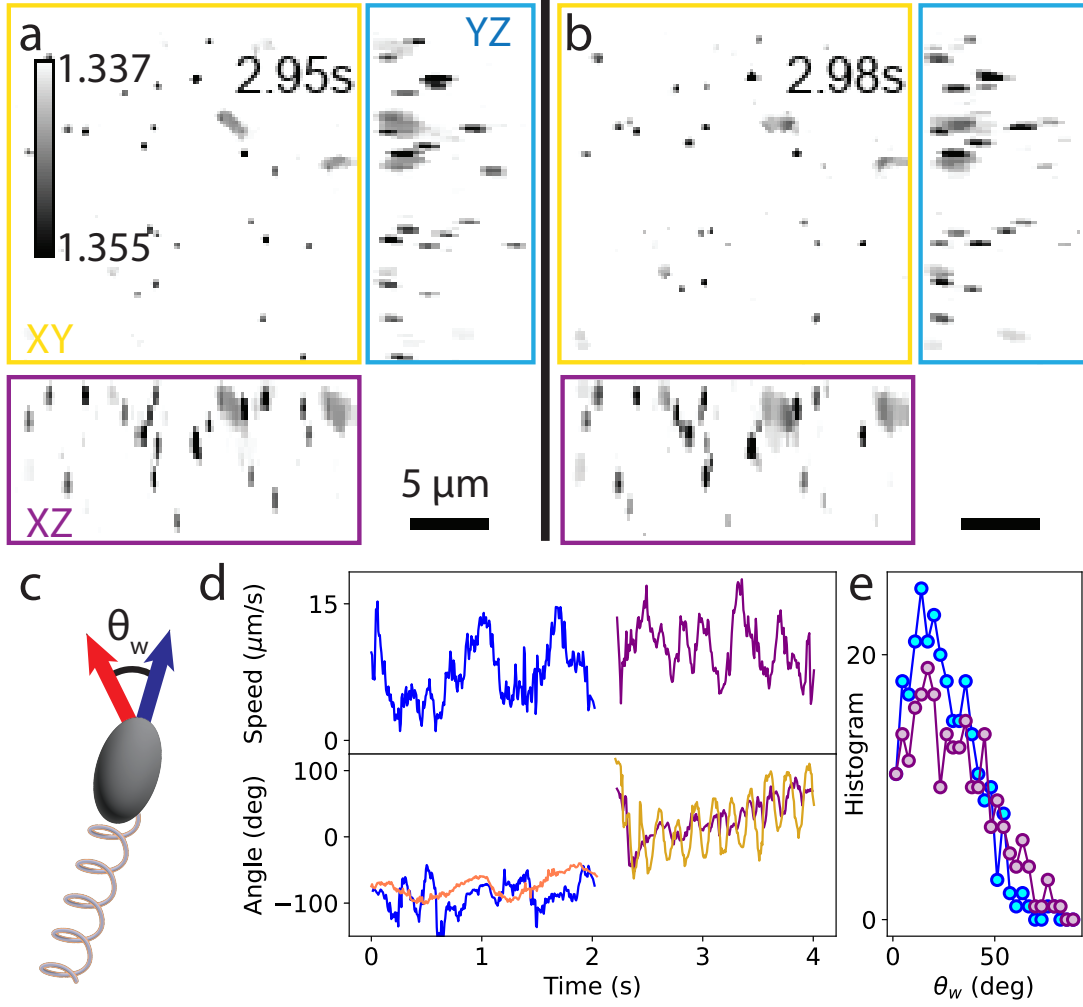 a
1.337
2.95s
YZ
1.355
XY
XZ
5 μm
b
2.98s
c
θw
d
15
0
Speed (μm/s)
100
0
−100
Angle (deg)
0
1
2
3
4
Time (s)
e
20
0
Histogram
0
50
θw (deg)